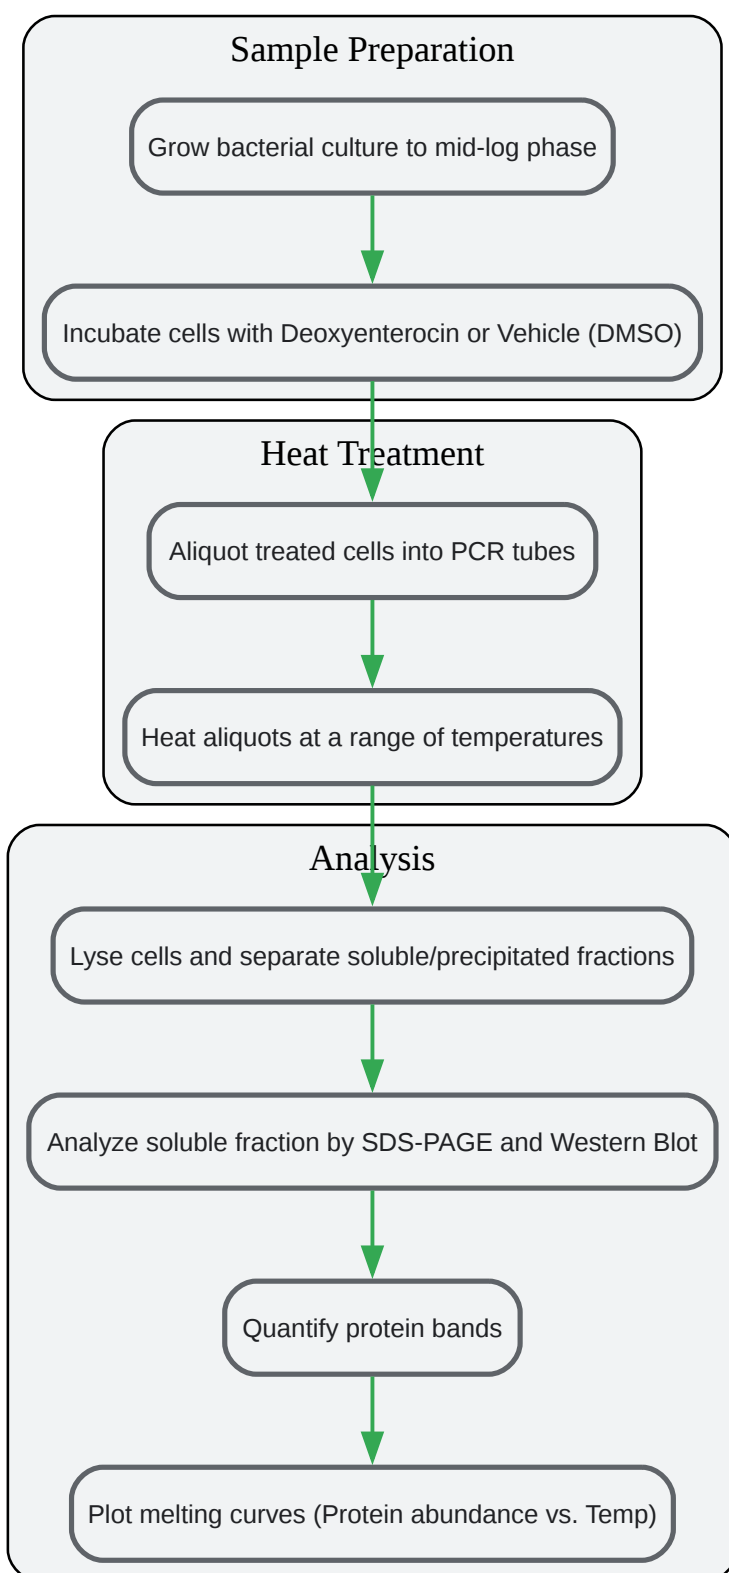 Sample Preparation
Grow bacterial culture to mid-log phase
Incubate cells with Deoxyenterocin or Vehicle (DMSO)
Heat Treatment
Aliquot treated cells into PCR tubes
Heat aliquots at a range of temperatures
Analysis
Lyse cells and separate soluble/precipitated fractions
Analyze soluble fraction by SDS-PAGE and Western Blot
Quantify protein bands
Plot melting curves (Protein abundance vs. Temp)